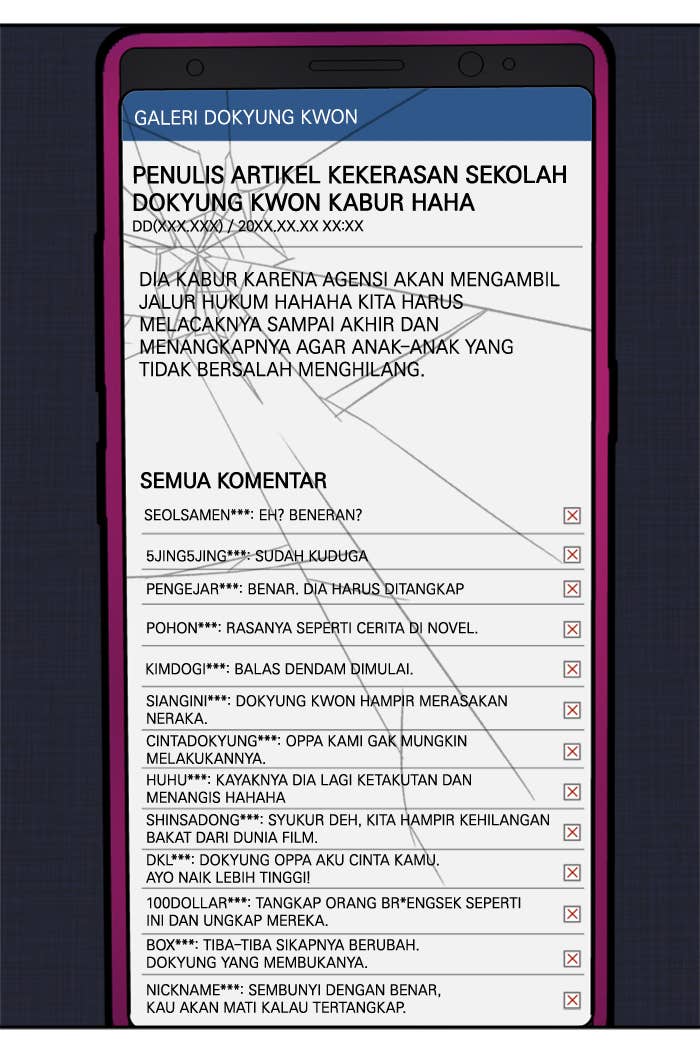 GALERI DOKYUNG KWON
PENULIS ARTIKEL KEKERASAN SEKOLAH
DOKYUNG KWON KABUR HAHA
DD(XXX.XXX) / 20XX.XX.XX XX:XX
DIA KABUR KARENA AGENSI AKAN MENGAMBIL
JALUR HUKUM HAHAHA KITA HARUS
MELACAKNYA SAMPAI AKHIR DAN
MENANGKAPNYA AGAR ANAK-ANAK YANG
TIDAK BERSALAH MENGHILANG.
SEMUA KOMENTAR
SEOLSAMEN***: EH? BENERAN?
5JING5JING***: SUDAH KUDUGA
PENGEJAR***: BENAR. DIA HARUS DITANGKAP
POHON***: RASANYA SEPERTI CERITA DI NOVEL.
KIMDOGI***: BALAS DENDAM DIMULAI.
SIANGINI***: DOKYUNG KWON HAMPIR MERASAKAN
NERAKA.
CINTADOKYUNG***: OPPA KAMI GAK MUNGKIN
MELAKUKANNYA.
HUHU***: KAYAKNYA DIA LAGI KETAKUTAN DAN
MENANGIS HAHAHA
SHINSADONG***: SYUKUR DEH, KITA HAMPIR KEHILANGAN
BAKAT DARI DUNIA FILM.
DKL***: DOKYUNG OPPA AKU CINTA KAMU.
AYO NAIK LEBIH TINGGI!
100DOLLAR***: TANGKAP ORANG BR*ENGSEK SEPERTI
INI DAN UNGKAP MEREKA.
BOX***: TIBA-TIBA SIKAPNYA BERUBAH.
DOKYUNG YANG MEMBUKANYA.
NICKNAME***: SEMBUNYI DENGAN BENAR,
KAU AKAN MATI KALAU TERTANGKAP.